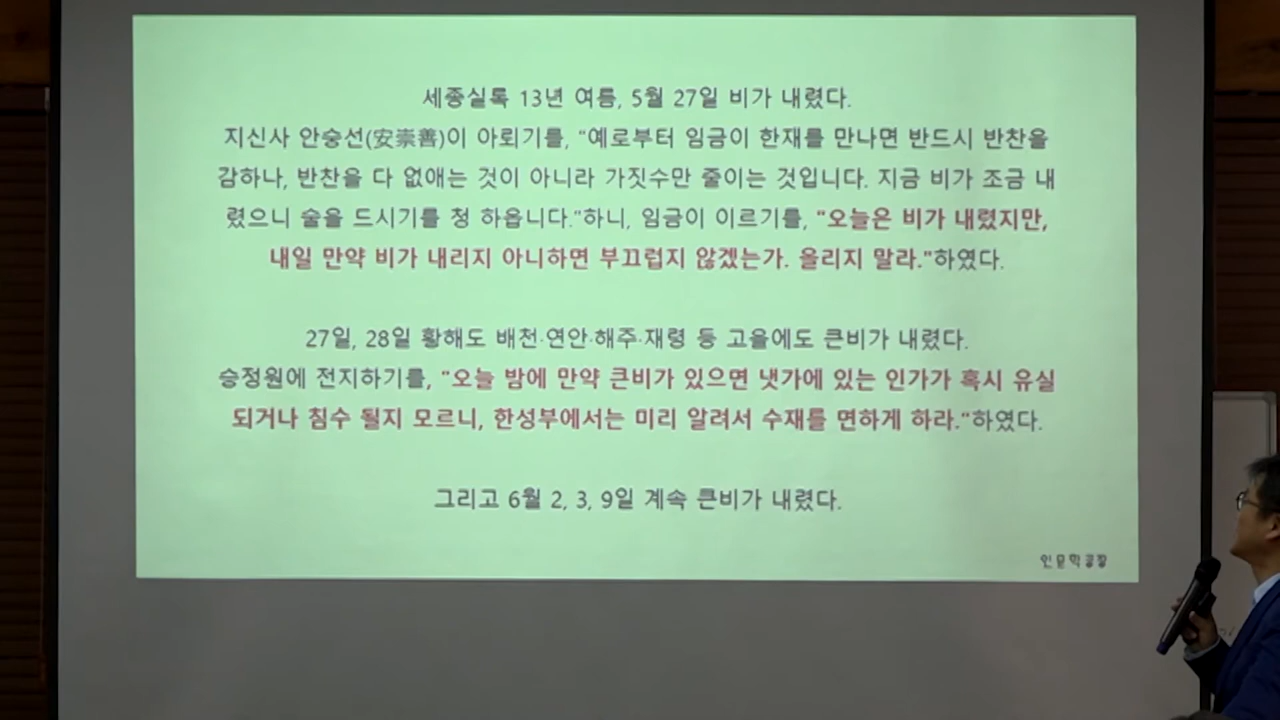 세종실록 13년 여름, 5월 27일 비가 내렸다.
지신사 안숭선(安崇善)이 아뢰기를, “예로부터 임금이 한재를 만나면 반드시 반찬을
감하나, 반찬을 다 없애는 것이 아니라 가짓수만 줄이는 것입니다. 지금 비가 조금 내
렸으니 술을 드시기를 청 하옵니다.”하니, 임금이 이르기를, “오늘은 비가 내렸지만,
내일 만약 비가 내리지 아니하면 부끄럽지 않겠는가. 올리지 말라.”하였다.
27일, 28일 황해도 배천·연안·해주·재령 등 고을에도 큰비가 내렸다.
승정원에 전지하기를, “오늘 밤에 만약 큰비가 있으면 냇가에 있는 인가가 혹시 유실
되거나 침수 될지 모르니, 한성부에서는 미리 알려서 수재를 면하게 하라.“하였다.
그리고 6월 2, 3, 9일 계속 큰비가 내렸다.
인문학공장